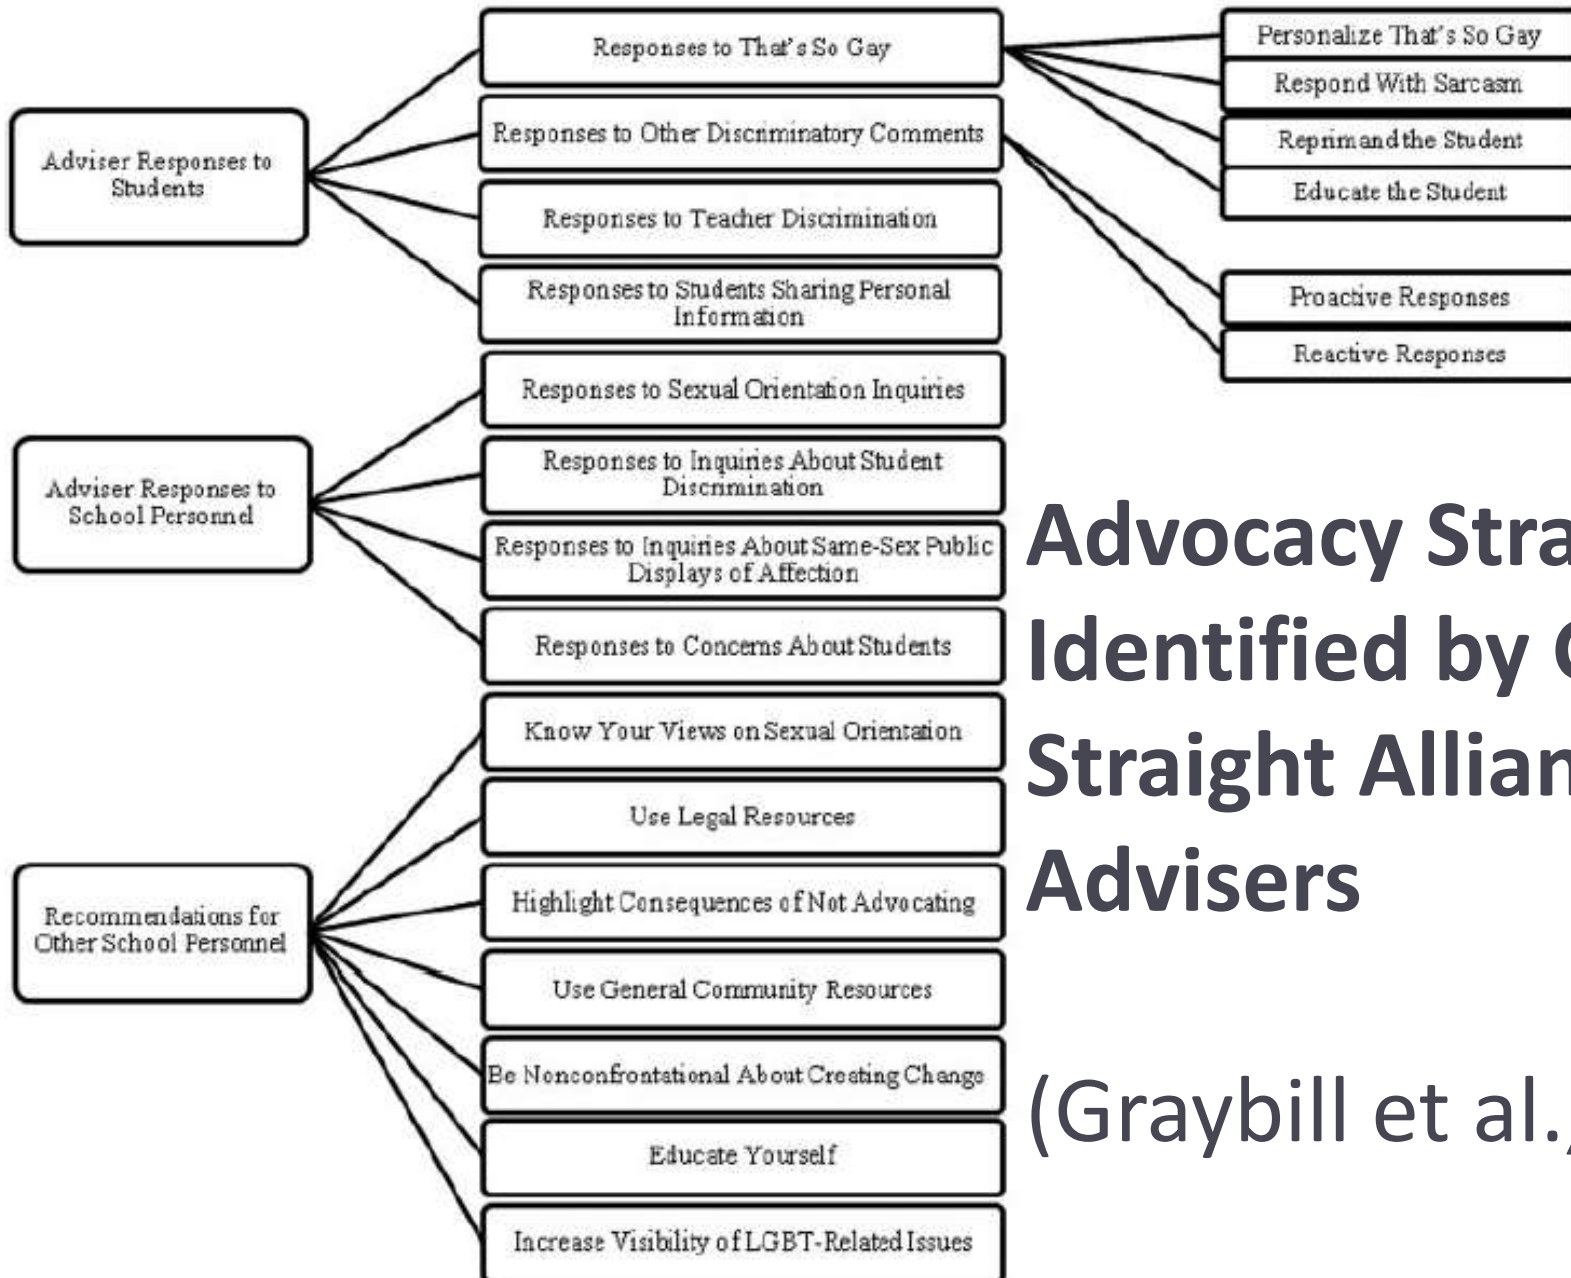 Adviser Responses to
Students
Responses to That's So Gay
Responses to Other Discriminatory Comments
Responses to Teacher Discrimination
Responses to Students Sharing Personal
Information
Personalize That's So Gay
Respond With Sarcasm
Reprimand the Student
Educate the Student
Proactive Responses
Reactive Responses
Adviser Responses to
School Personnel
Responses to Sexual Orientation Inquiries
Responses to Inquiries About Student
Discrimination
Responses to Inquiries About Same-Sex Public
Displays of Affection
Responses to Concerns About Students
Recommendations for
Other School Personnel
Know Your Views on Sexual Orientation
Use Legal Resources
Highlight Consequences of Not Advocating
Use General Community Resources
Be Nonconfrontational About Creating Change
Educate Yourself
Increase Visibility of LGBT-Related Issues
Advocacy Stra
Identified by
Straight Allian
Advisers
(Graybill et al.,